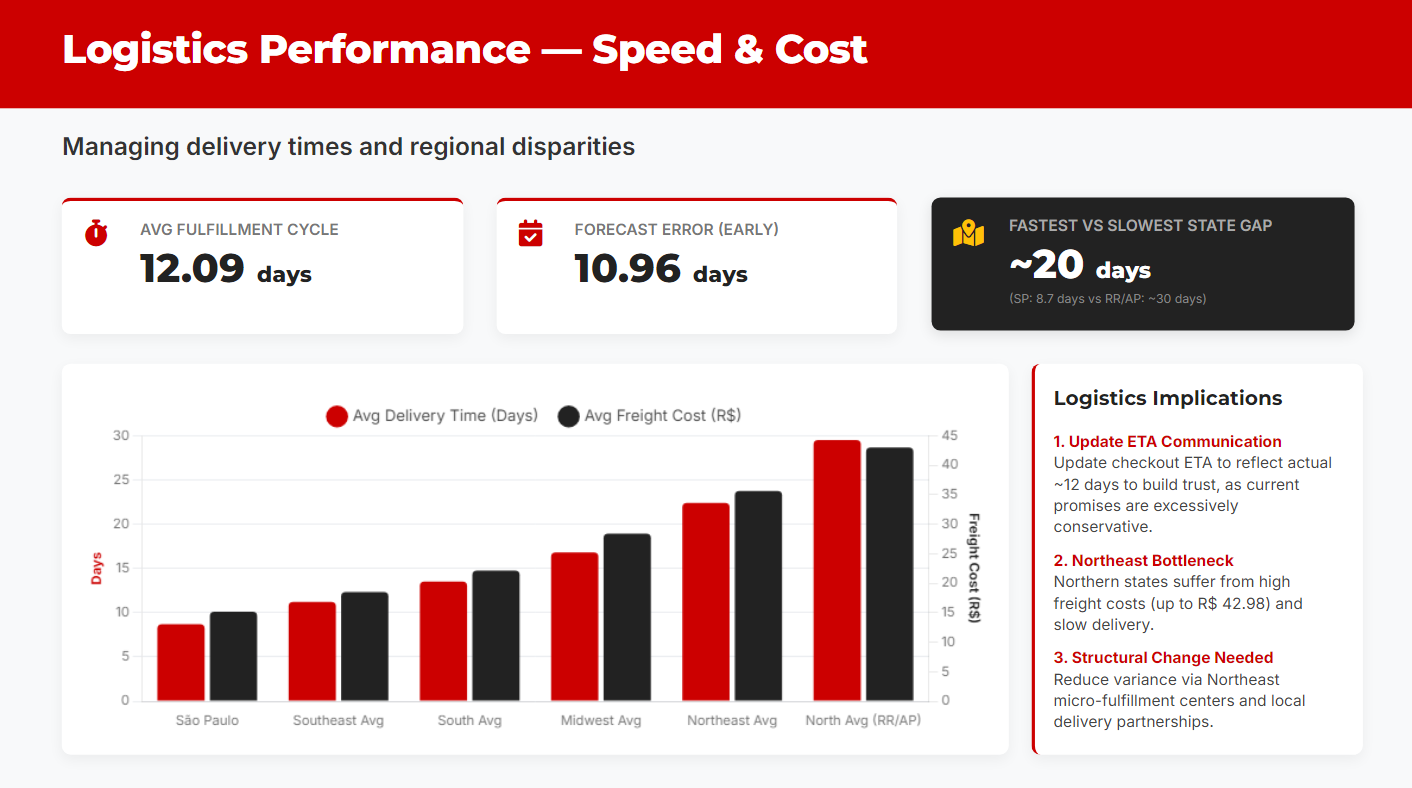 Logistics Performance — Speed & Cost
Managing delivery times and regional disparities
AVG FULFILLMENT CYCLE
12.09 days
FORECAST ERROR (EARLY)
10.96 days
FASTEST VS SLOWEST STATE GAP
~20 days
(SP: 8.7 days vs RR/AP: ~30 days)
Avg Delivery Time (Days)
Avg Freight Cost (R$)
Days
30
25
20
15
10
5
0
45
40
35
30
25
20
15
10
5
0
Freight Cost (R$)
São Paulo
Southeast Avg
South Avg
Midwest Avg
Northeast Avg
North Avg (RR/AP)
Logistics Implications
1. Update ETA Communication
Update checkout ETA to reflect actual
~12 days to build trust, as current
promises are excessively
conservative.
2. Northeast Bottleneck
Northern states suffer from high
freight costs (up to R$ 42.98) and
slow delivery.
3. Structural Change Needed
Reduce variance via Northeast
micro-fulfillment centers and local
delivery partnerships.